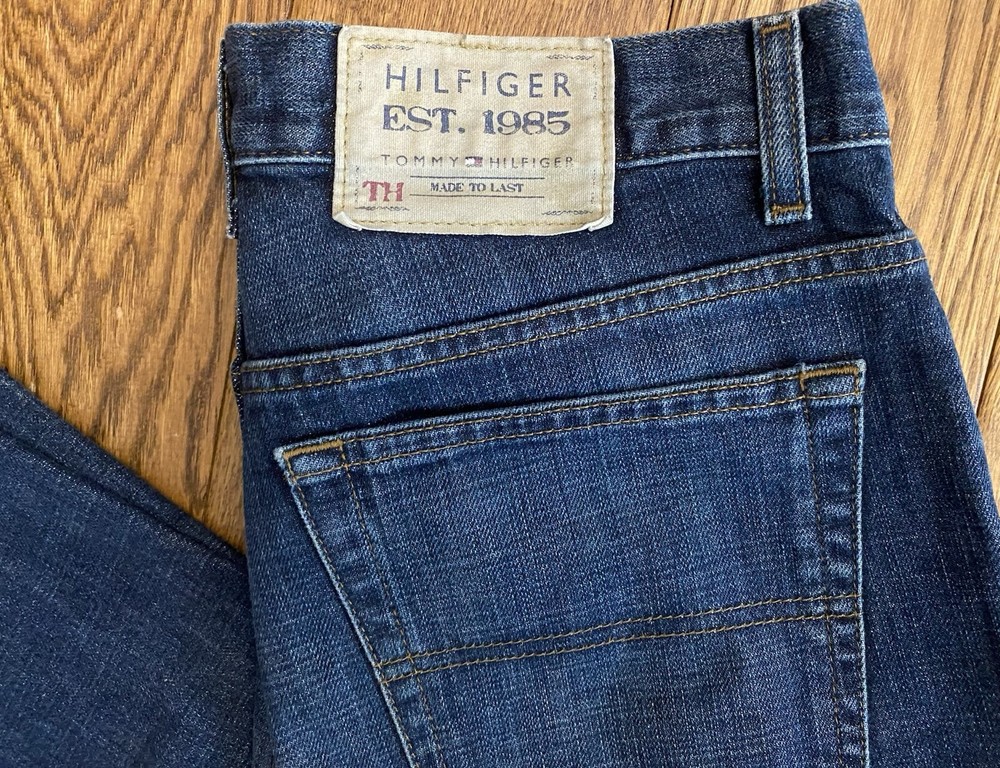 HILFIGER
EST. 1985
TOMMY HILFIGER
TH MADE TO LAST